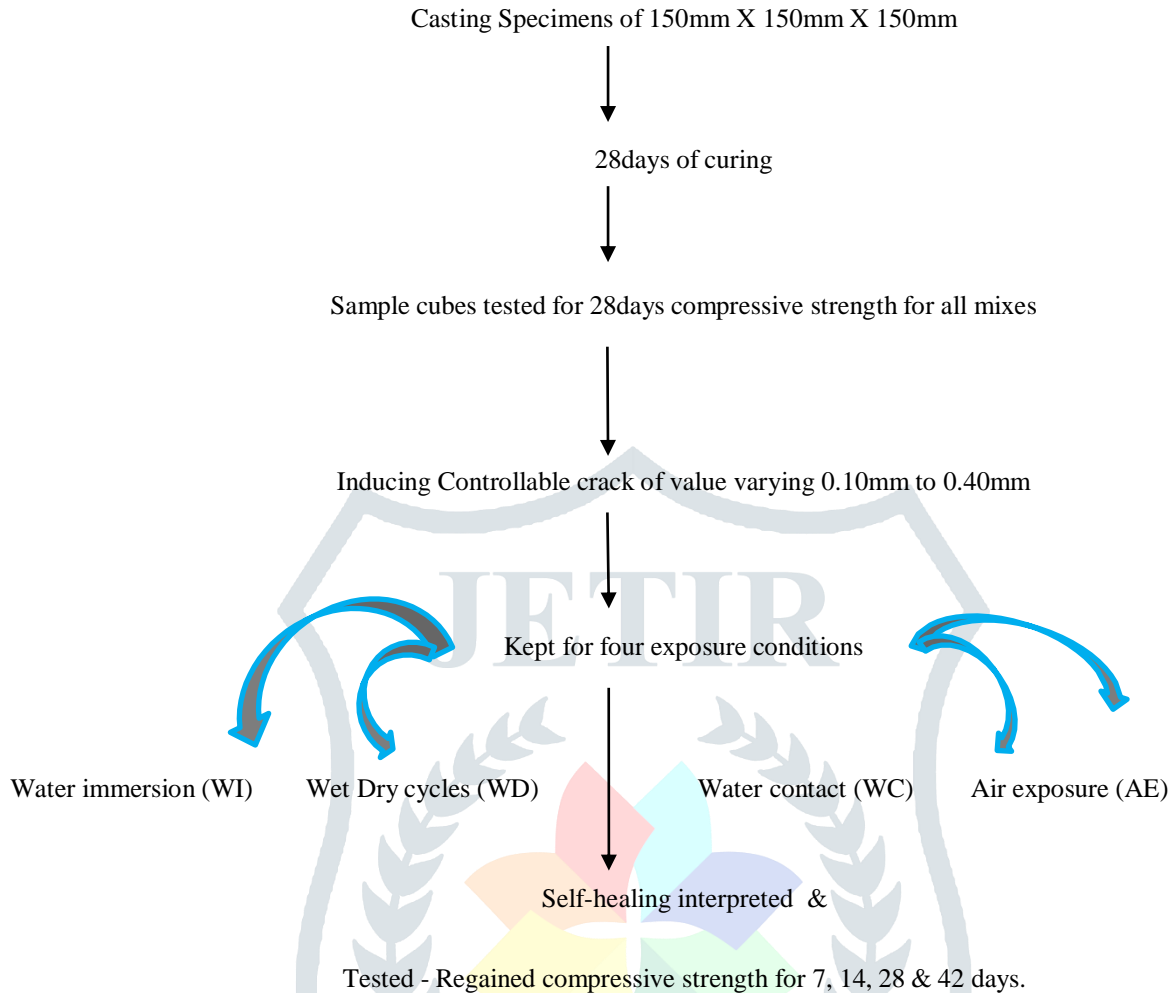 Casting Specimens of 150mm X 150mm X 150mm
28days of curing
Sample cubes tested for 28days compressive strength for all mixes
Inducing Controllable crack of value varying 0.10mm to 0.40mm
JETIR
Kept for four exposure conditions
Water immersion (WI) Wet Dry cycles (WD) Water contact (WC) Air exposure (AE)
Self-healing interpreted &
Tested - Regained compressive strength for 7, 14, 28 & 42 days.